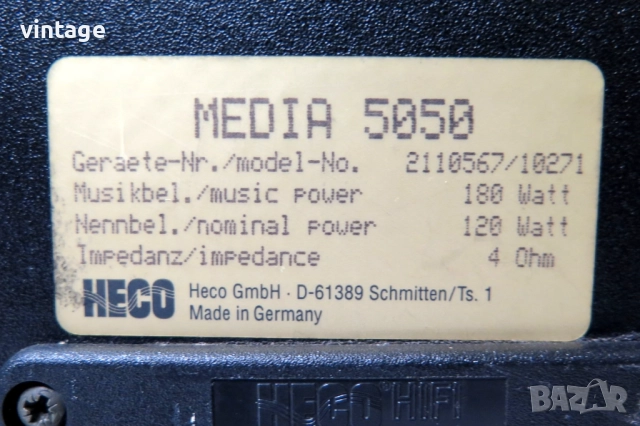 vintage
MEDIA 5050
Geraete-Nr./model-No. 2110567/10271
Musikbel./music power 180 Watt
Nennbel./nominal power 120 Watt
Impedanz/impedance 4 Ohm
HECO Heco GmbH · D-61389 Schmitten/Ts. 1
Made in Germany
HECO HIFI
BAZAR